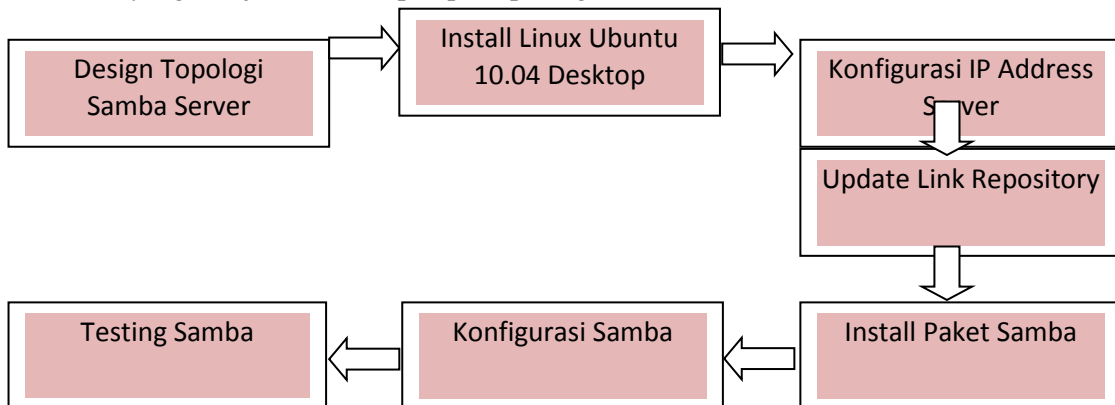 Design Topologi
Samba Server
Install Linux Ubuntu
10.04 Desktop
Konfigurasi IP Address
Server
Update Link Repository
Install Paket Samba
Konfigurasi Samba
Testing Samba